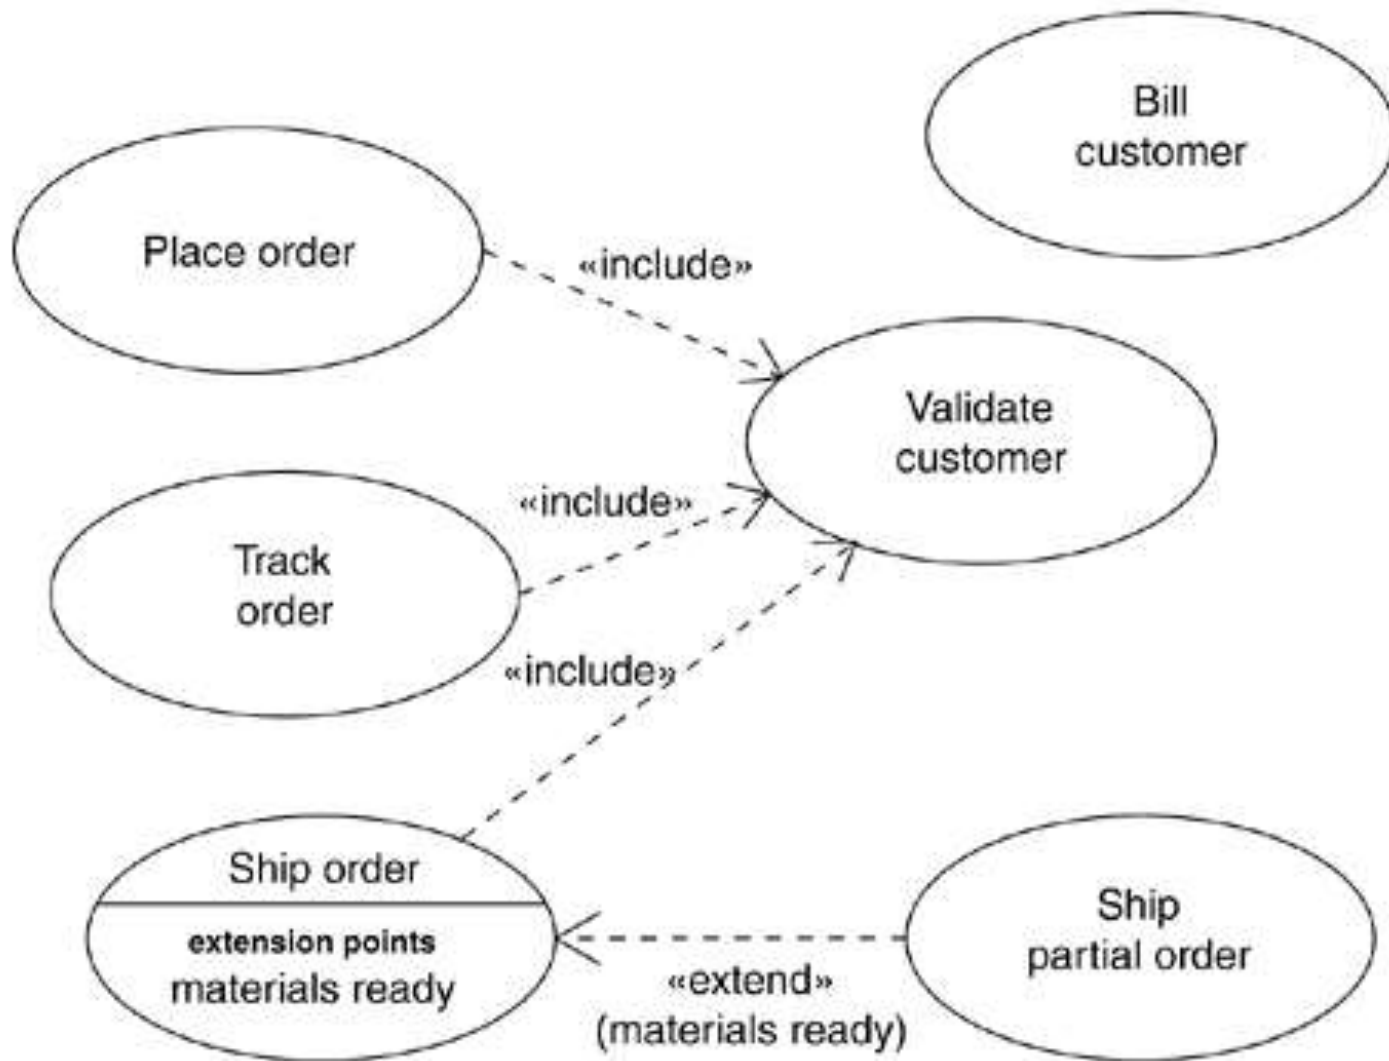 Bill
customer
Place order
«include»
Validate
customer
«include»
Track
order
«include»
Ship order
extension points
materials ready
Ship
partial order
«extend»
(materials ready)